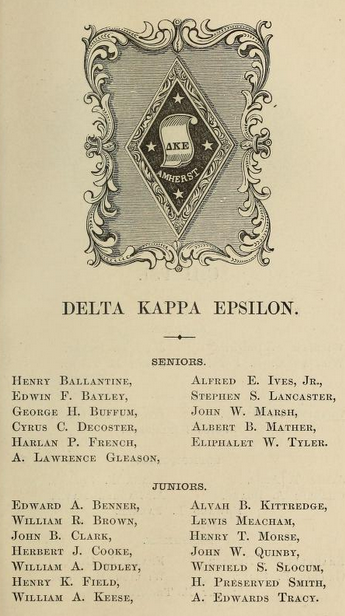 ΔKE
AMHERST
DELTA KAPPA EPSILON.
SENIORS.
HENRY BALLANTINE,
EDWIN F. BAYLEY,
GEORGE H. BUFFUM,
CYRUS C. DECOSTER,
HARLAN P. FRENCH,
A. LAWRENCE GLEASON,
ALFRED E. IVES, JR.,
STEPHEN S. LANCASTER,
JOHN W. MARSH,
ALBERT B. MATHER,
ELIPHALET W. TYLER.
JUNIORS.
EDWARD A. BENNER,
WILLIAM R. BROWN,
JOHN B. CLARK,
HERBERT J. COOKE,
WILLIAM A. DUDLEY,
HENRY K. FIELD,
WILLIAM A. KEESE,
ALVAH B. KITTREDGE,
LEWIS MEACHAM,
HENRY T. MORSE,
JOHN W. QUINBY,
WINFIELD S. SLOCUM,
H. PRESERVED SMITH,
A. EDWARDS TRACY.